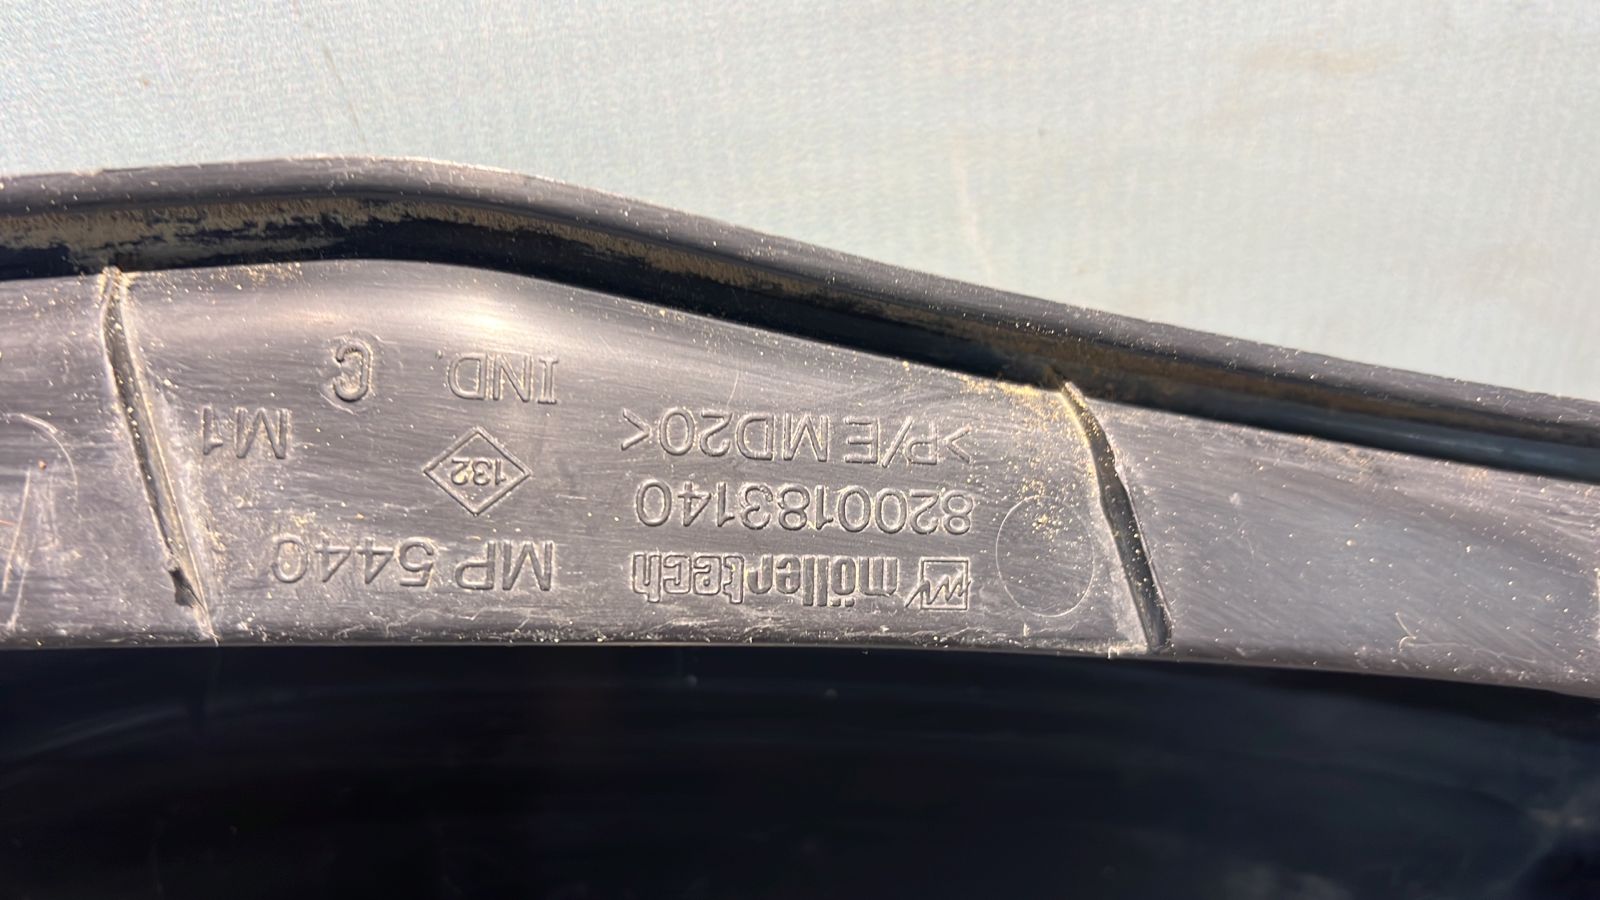 möllertech MP 5440
8200183140 132 M1
>P/E MD20<
IND C